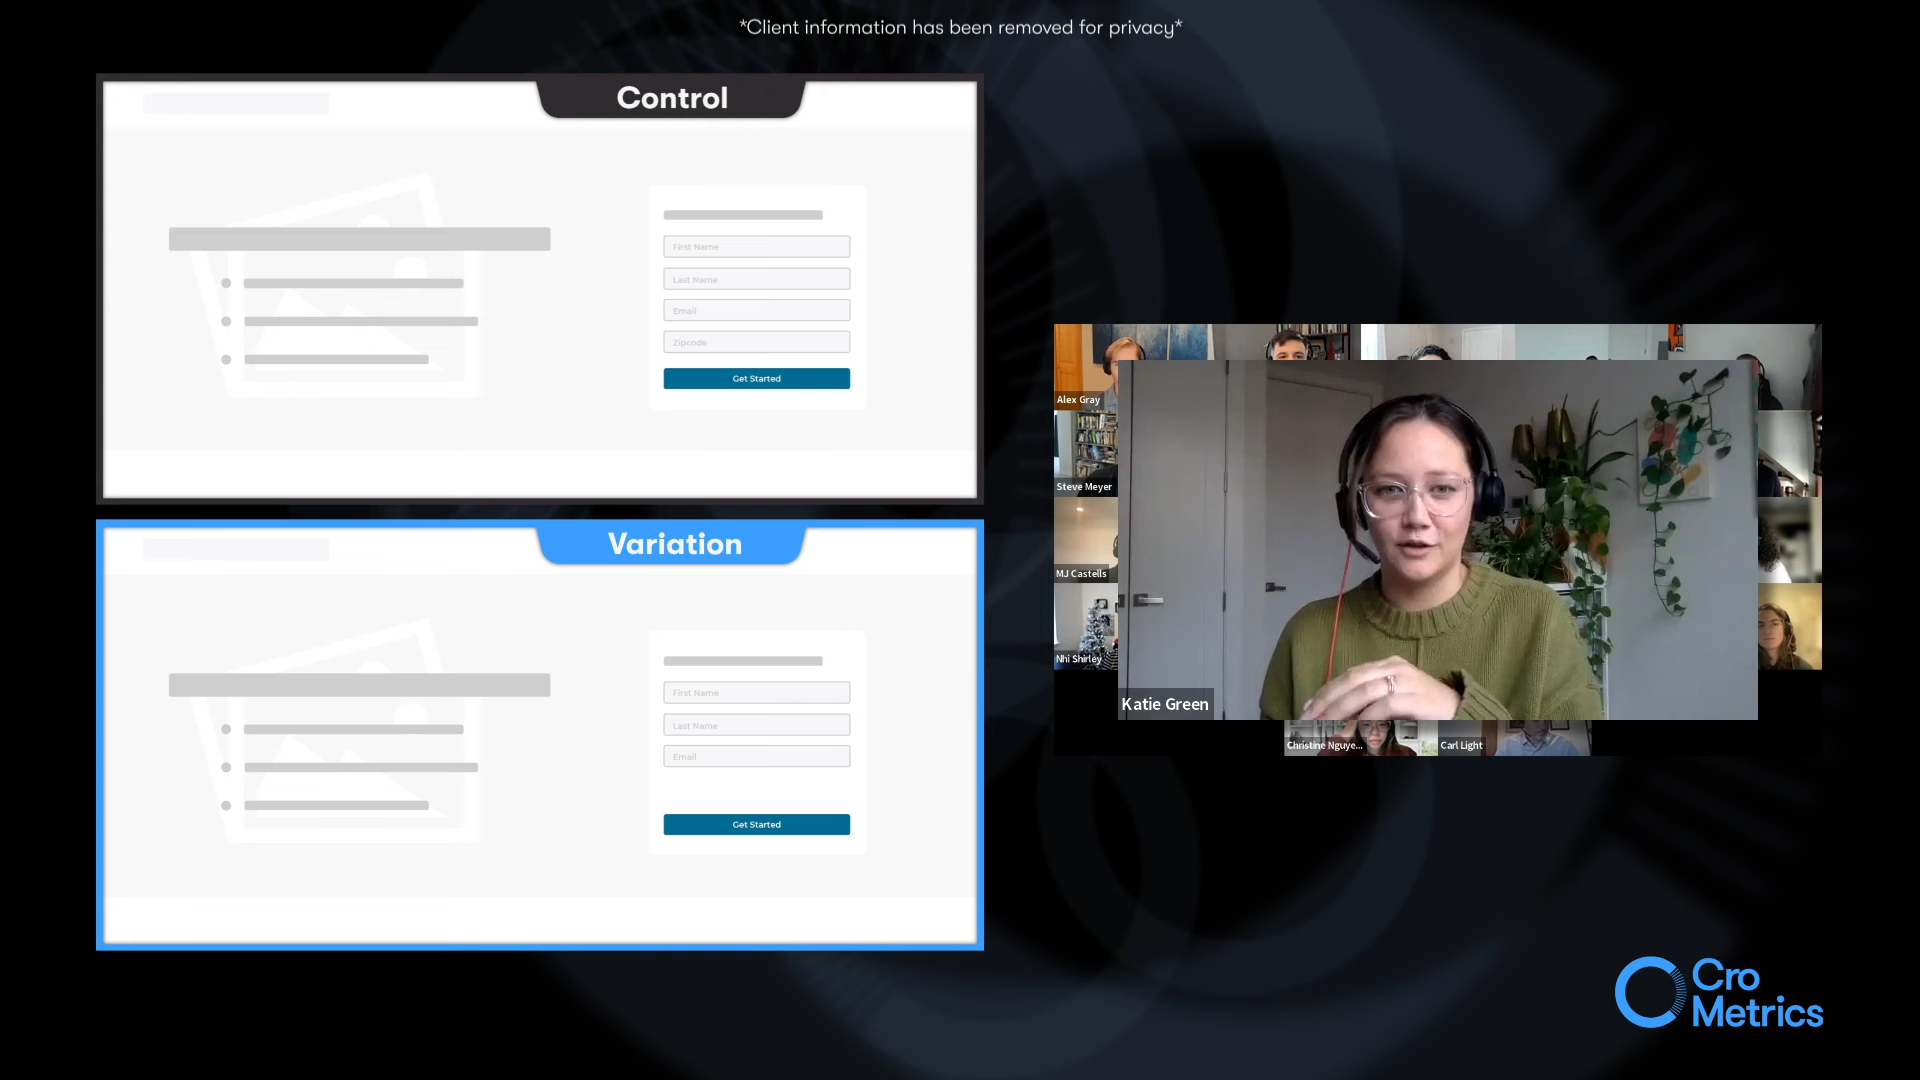 *Client information has been removed for privacy*
Control
First Name
Last Name
Email
Zipcode
Get Started
Variation
First Name
Last Name
Email
Get Started
Alex Gray
Steve Meyer
MJ Castells
Nhi Shirley
Katie Green
Christine Nguye...
Carl Light
Cro
Metrics